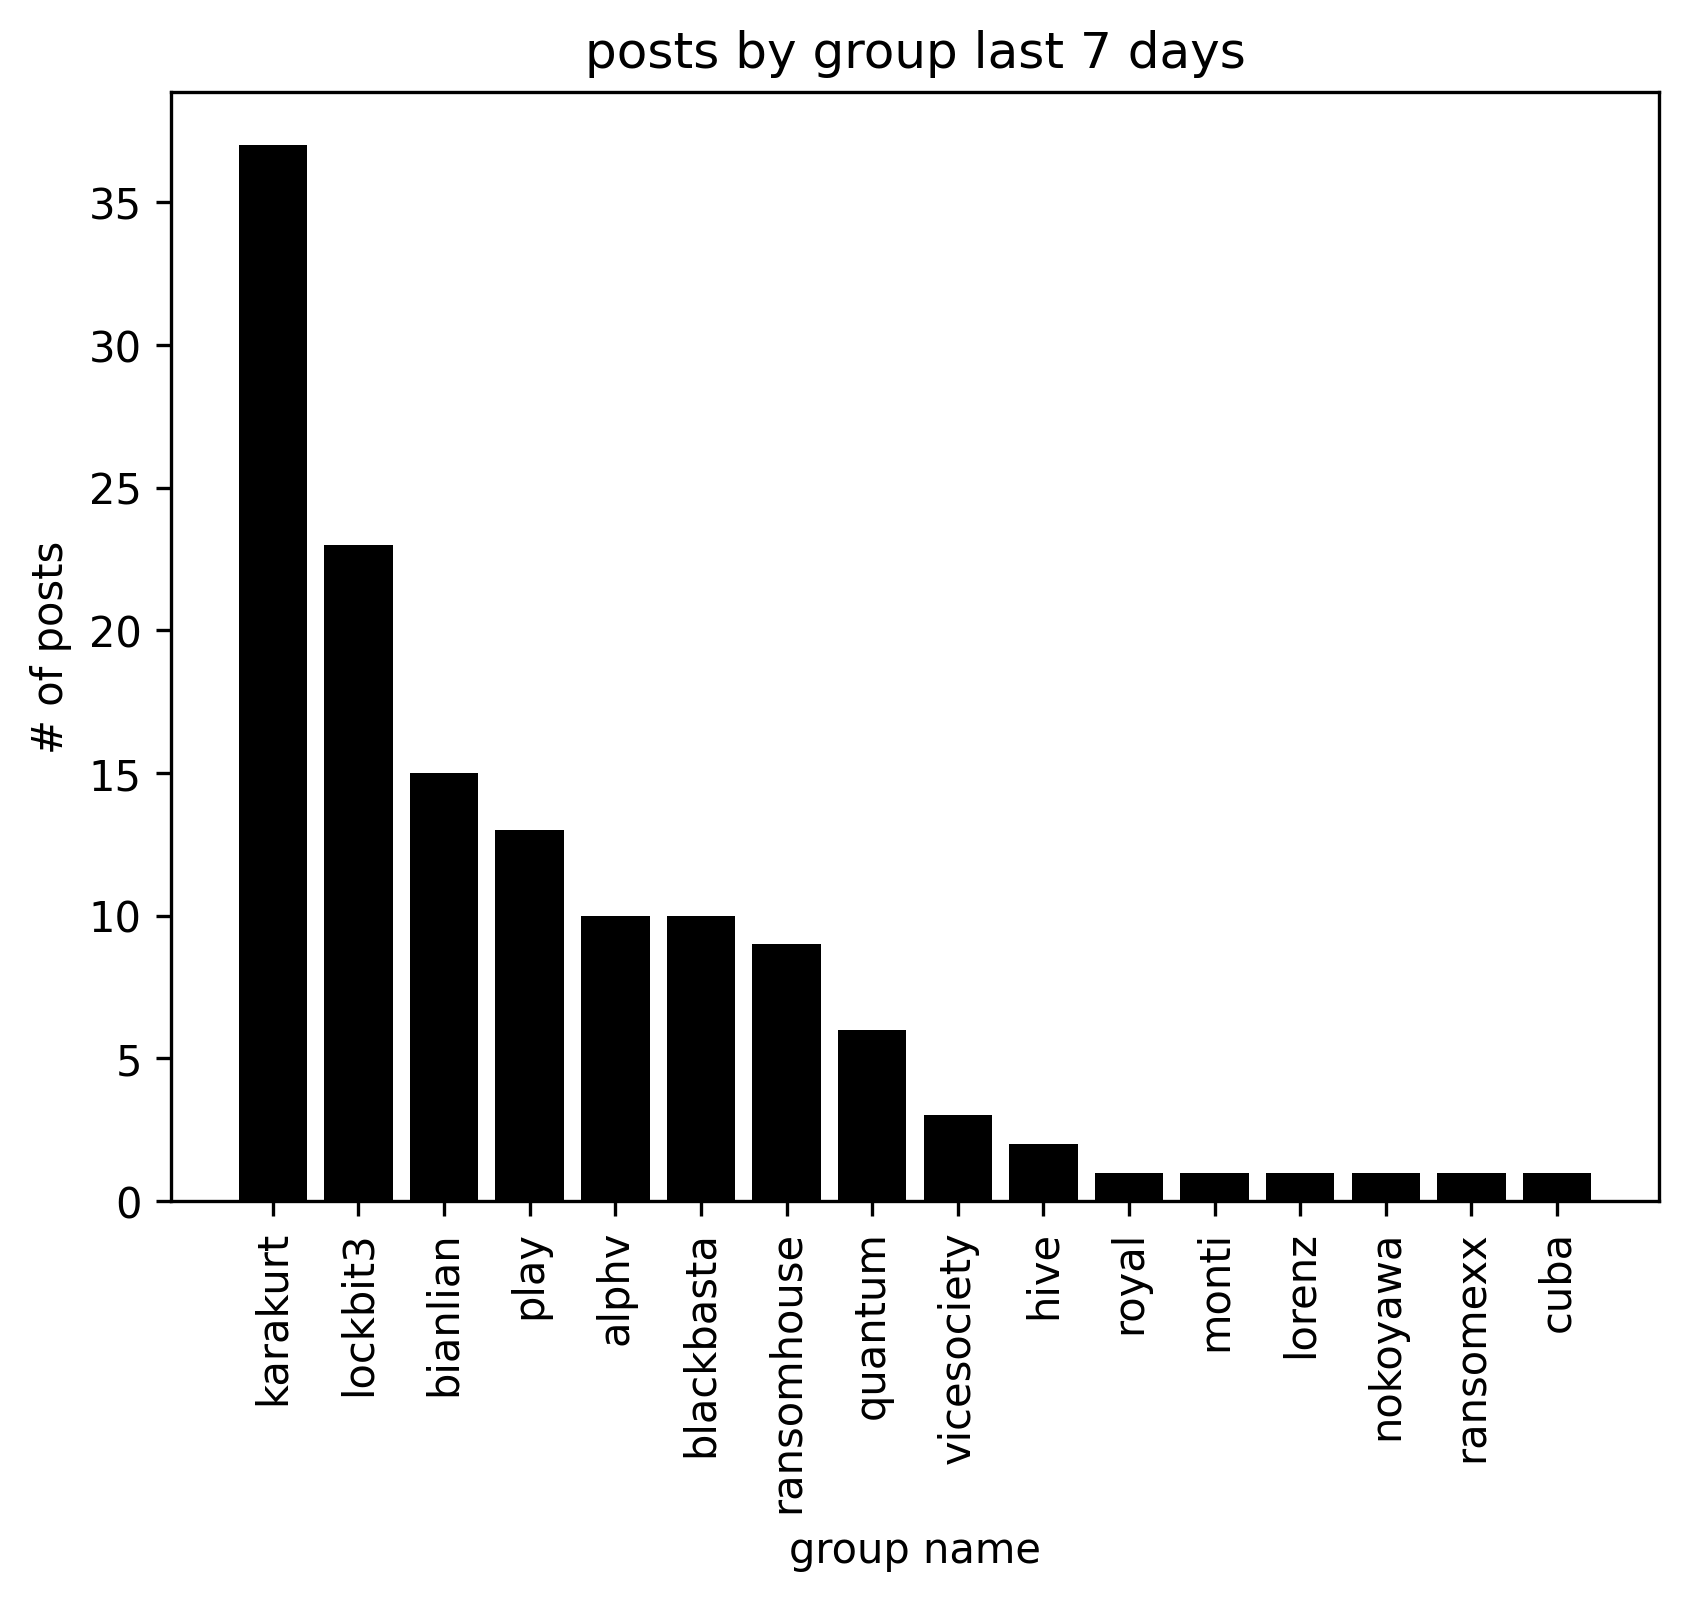 posts by group last 7 days
# of posts
35
30
25
20
15
10
5
0
karakurt
lockbit3
bianlian
play
alphv
blackbasta
ransomhouse
quantum
vicesociety
hive
royal
monti
lorenz
nokoyawa
ransomexx
cuba
group name